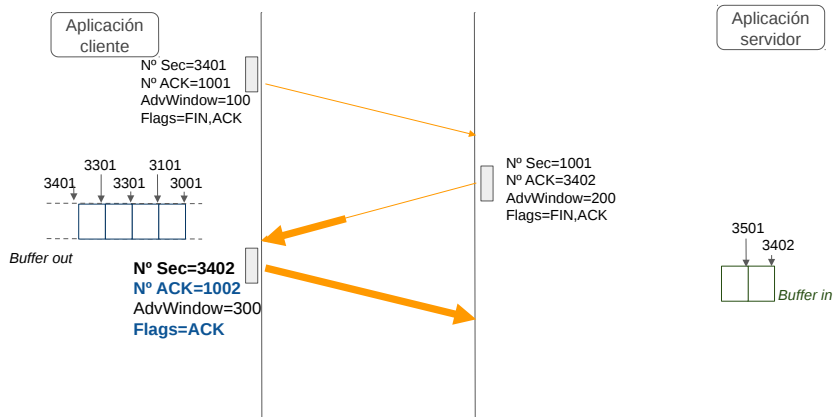 Aplicación
cliente
Aplicación
servidor
Nº Sec=3401
Nº ACK=1001
AdvWindow=100
Flags=FIN,ACK
Nº Sec=1001
Nº ACK=3402
AdvWindow=200
Flags=FIN,ACK
3301
3101
3401
3301
3001
Buffer out
3501
3402
Buffer in
Nº Sec=3402
Nº ACK=1002
AdvWindow=300
Flags=ACK